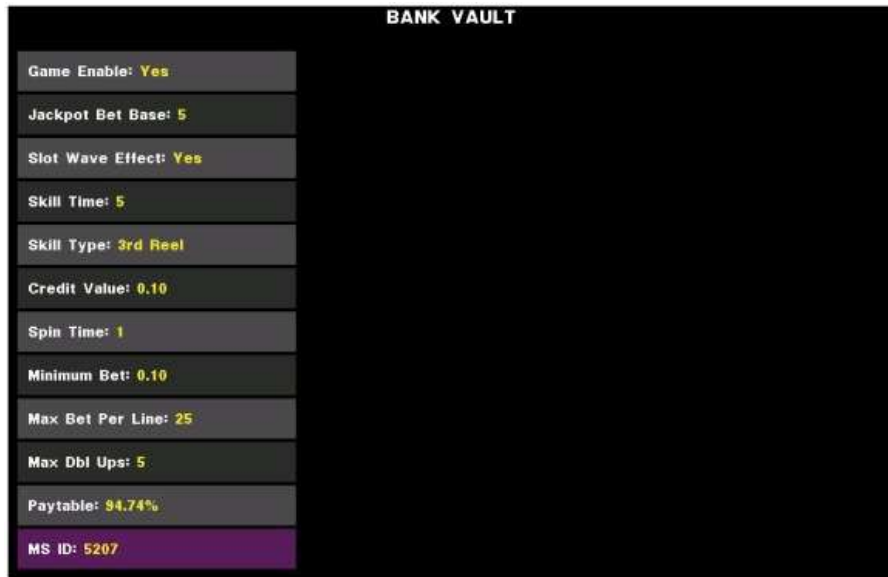 BANK VAULT
Game Enable: Yes
Jackpot Bet Base: 5
Slot Wave Effect: Yes
Skill Time: 5
Skill Type: 3rd Reel
Credit Value: 0.10
Spin Time: 1
Minimum Bet: 0.10
Max Bet Per Line: 25
Max Dbl Ups: 5
Paytable: 94.74%
MS ID: 5207